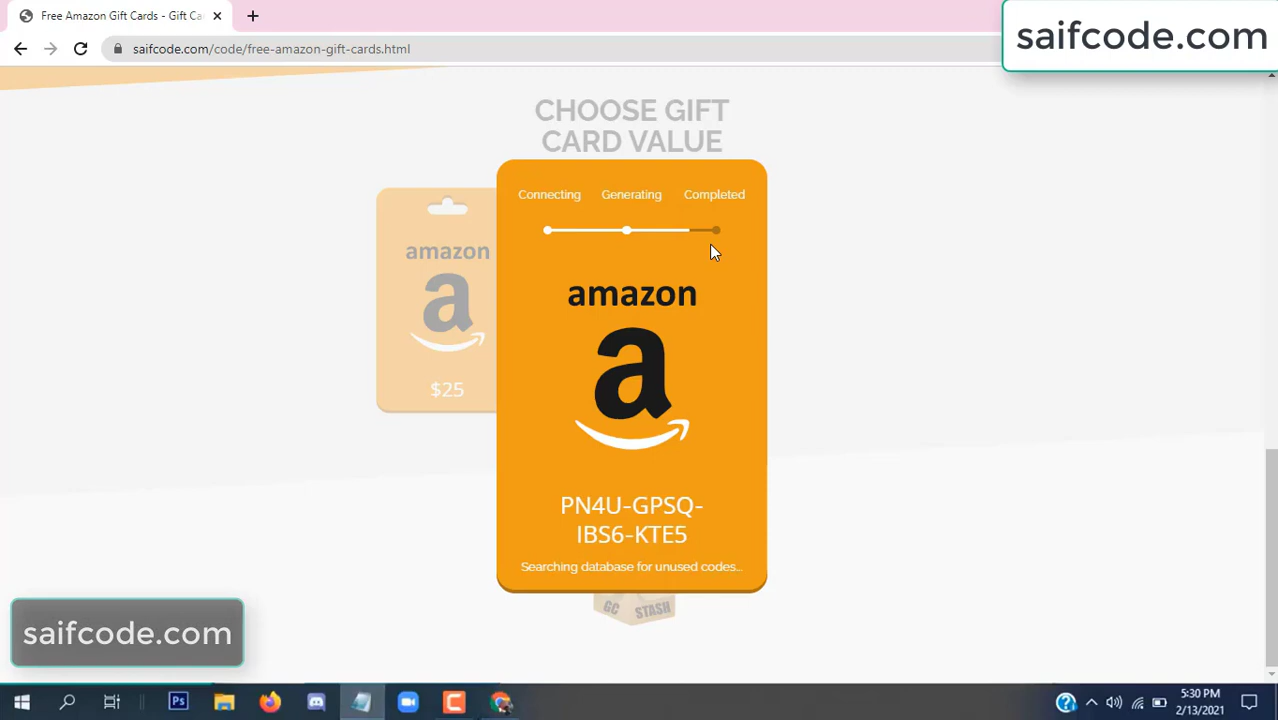 Free Amazon Gift Cards - Gift Ca
saifcode.com/code/free-amazon-gift-cards.html
saifcode.com
CHOOSE GIFT
CARD VALUE
Connecting Generating Completed
amazon
a
$25
amazon
a
PN4U-GPSQ-
IBS6-KTE5
Searching database for unused codes..
GC STASH
saifcode.com
Ps
5:30 PM
2/13/2021